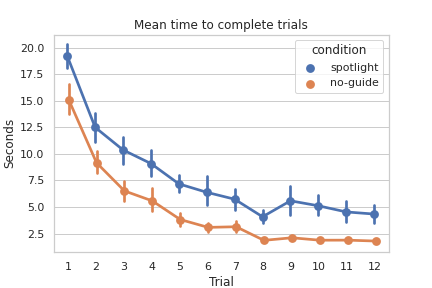 Mean time to complete trials
condition
spotlight
no-guide
20.0
17.5
15.0
12.5
10.0
7.5
5.0
2.5
Seconds
1 2 3 4 5 6 7 8 9 10 11 12
Trial